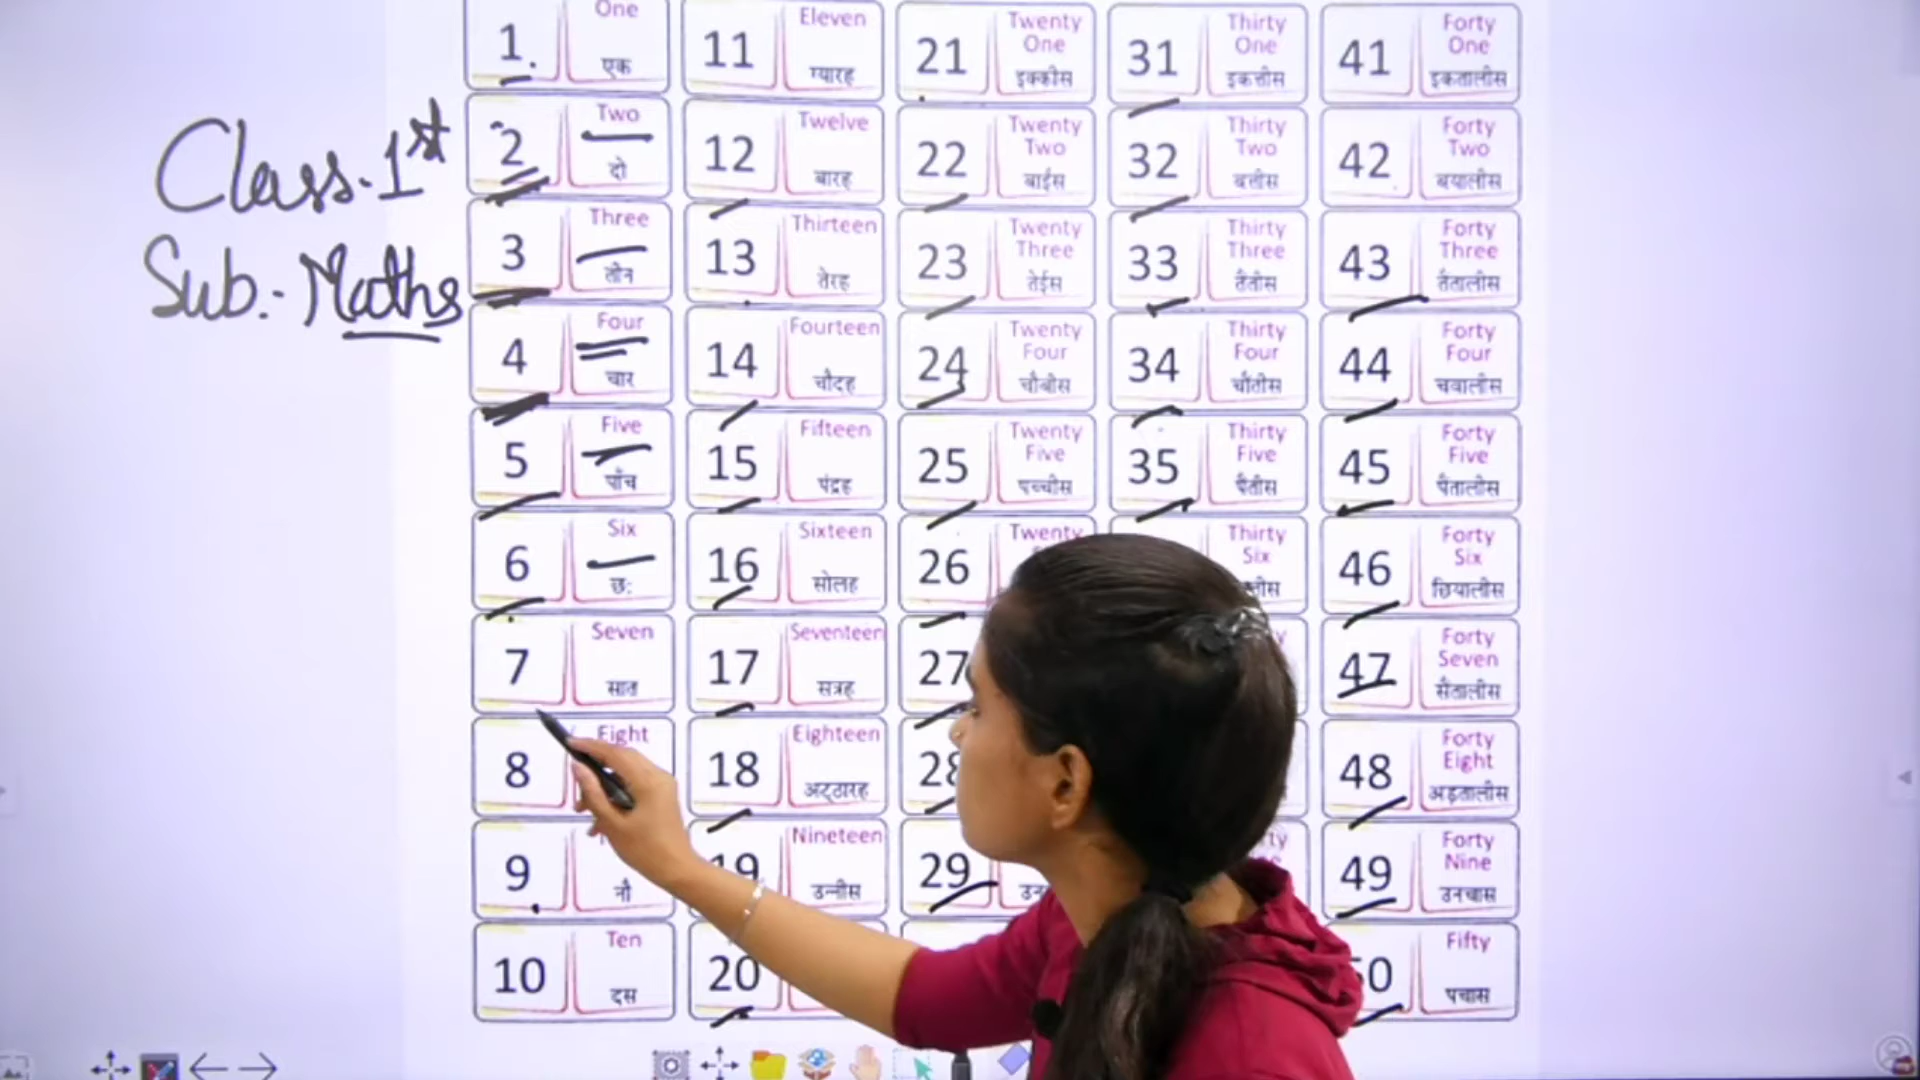 Class. 1st
Sub.:- Maths
1 One
एक
2 Two
दो
3 Three
तीन
4 Four
चार
5 Five
पाँच
6 Six
छः
7 Seven
सात
8 Eight
9
नौ
10 Ten
दस
11 Eleven
ग्यारह
12 Twelve
बारह
13 Thirteen
तेरह
14 Fourteen
चौदह
15 Fifteen
पंद्रह
16 Sixteen
सोलह
17 Seventeen
सत्रह
18 Eighteen
अट्ठारह
19 Nineteen
उन्नीस
20
21 Twenty
One
इक्कीस
22 Twenty
Two
बाईस
23 Twenty
Three
तेईस
24 Twenty
Four
चौबीस
25 Twenty
Five
पच्चीस
26 Twenty
27
28
29
31 Thirty
One
इकत्तीस
32 Thirty
Two
बत्तीस
33 Thirty
Three
तैंतीस
34 Thirty
Four
चौंतीस
35 Thirty
Five
पैंतीस
Thirty
Six
41 Forty
One
इकतालीस
42 Forty
Two
बयालीस
43 Forty
Three
तैंतालीस
44 Forty
Four
चवालीस
45 Forty
Five
पैंतालीस
46 Forty
Six
छियालीस
47 Forty
Seven
सैंतालीस
48 Forty
Eight
अड़तालीस
49 Forty
Nine
उनचास
50 Fifty
पचास